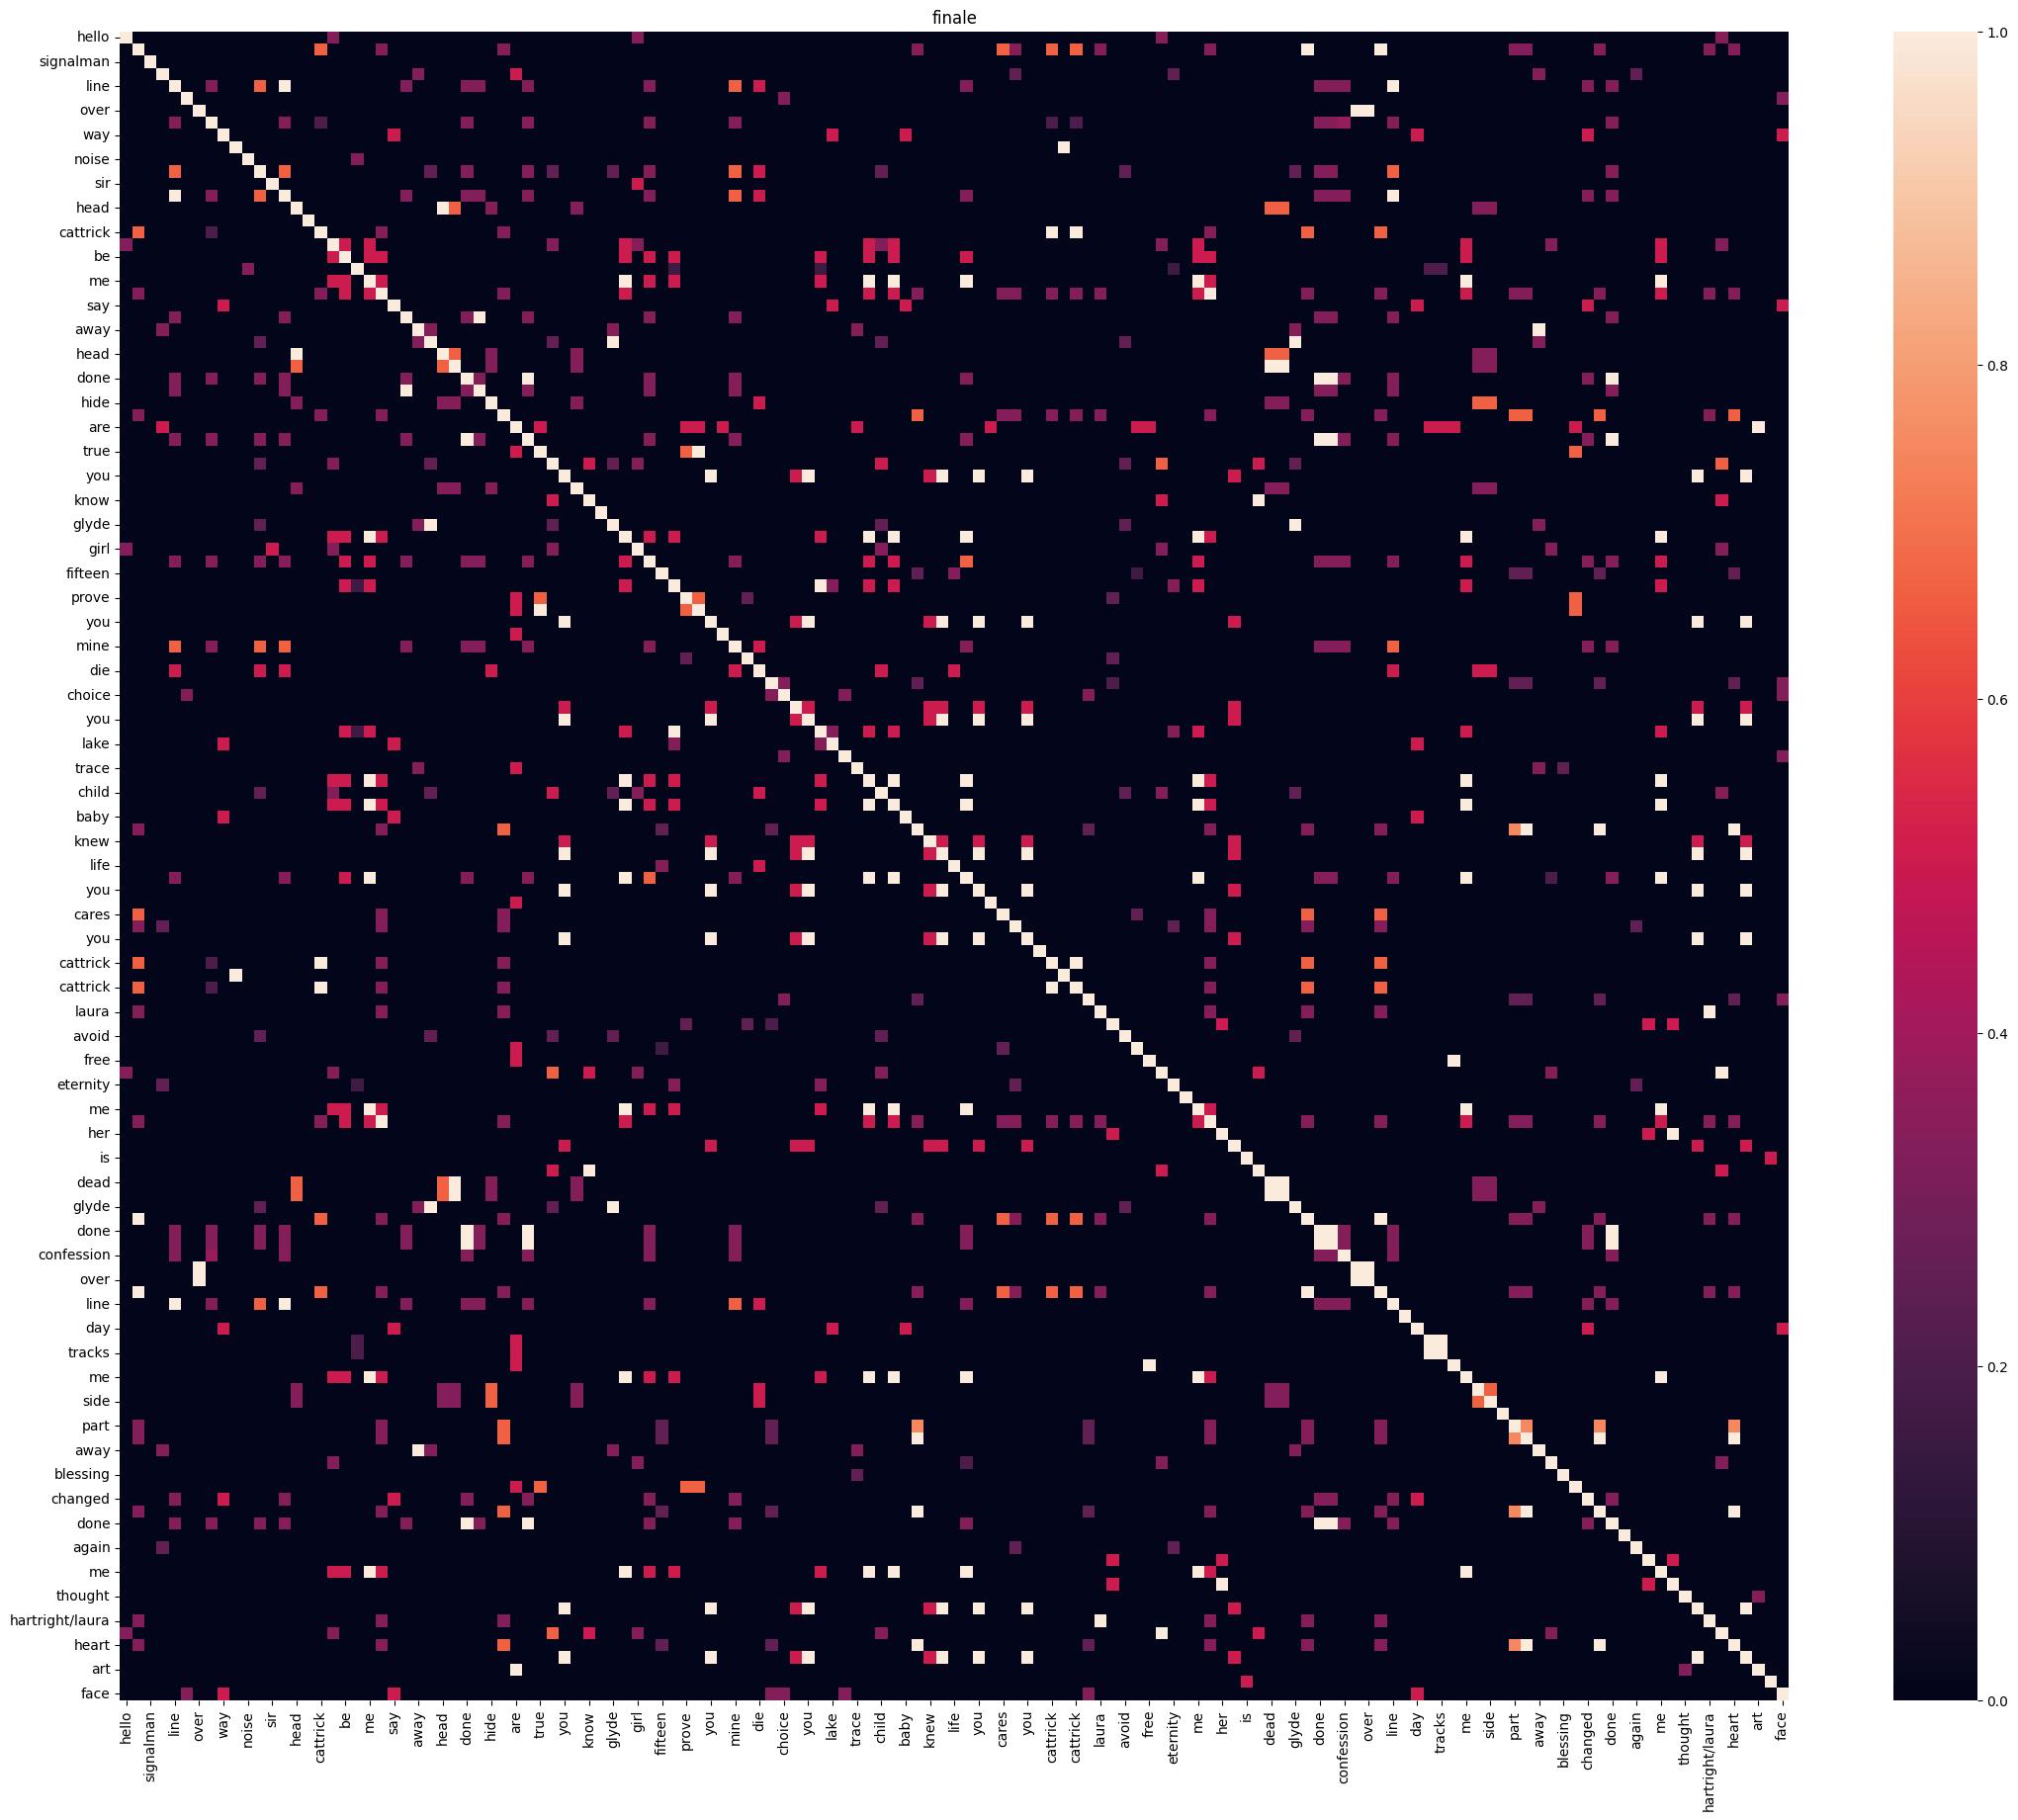 finale
hello
signalman
line
over
way
noise
sir
head
cattrick
be
me
say
away
head
done
hide
are
true
you
know
glyde
girl
fifteen
prove
you
mine
die
choice
you
lake
trace
child
baby
knew
life
you
cares
you
cattrick
cattrick
laura
avoid
free
eternity
me
her
is
dead
glyde
done
confession
over
line
day
tracks
me
side
part
away
blessing
changed
done
again
me
thought
hartright/laura
heart
art
face
hello
signalman
line
over
way
noise
sir
head
cattrick
be
me
say
away
head
done
hide
are
true
you
know
glyde
girl
fifteen
prove
you
mine
die
choice
you
lake
trace
child
baby
knew
life
you
cares
you
cattrick
cattrick
laura
avoid
free
eternity
me
her
is
dead
glyde
done
confession
over
line
day
tracks
me
side
part
away
blessing
changed
done
again
me
thought
hartright/laura
heart
art
face
1.0
0.8
0.6
0.4
0.2
0.0